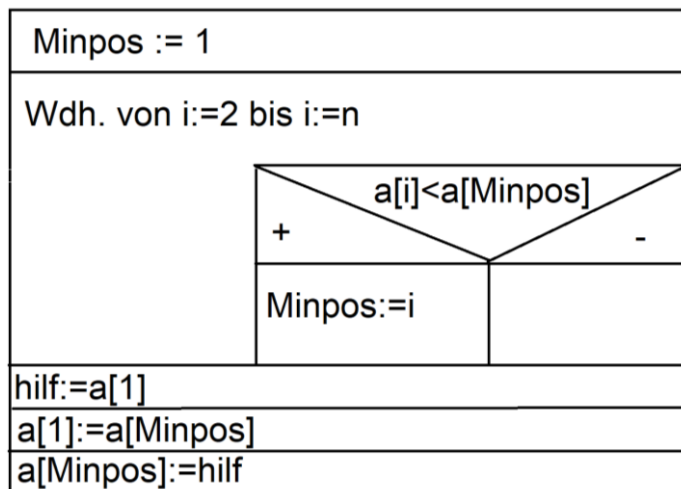 Minpos := 1
Wdh. von i:=2 bis i:=n
a[i]<a[Minpos]
+
-
Minpos:=i
hilf:=a[1]
a[1]:=a[Minpos]
a[Minpos]:=hilf